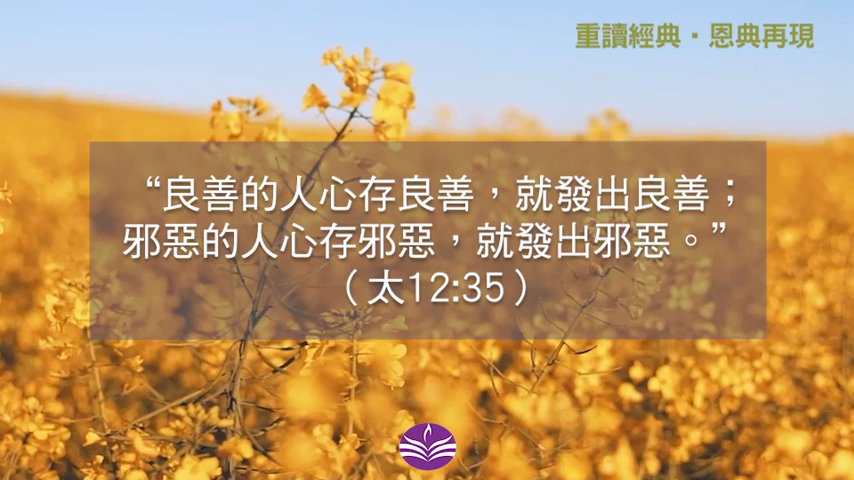 重讀經典·恩典再現
“良善的人心存良善，就發出良善；
邪惡的人心存邪惡，就發出邪惡。”
（太12:35）